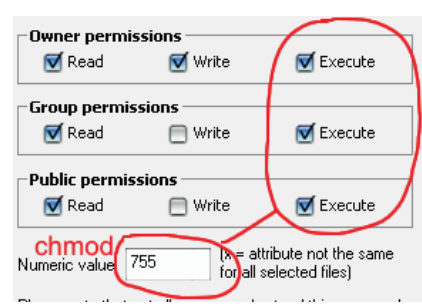 Owner permissions
Read Write Execute
Group permissions
Read Write Execute
Public permissions
Read Write Execute
chmod
Numeric value 755 (x = attribute not the same
for all selected files)